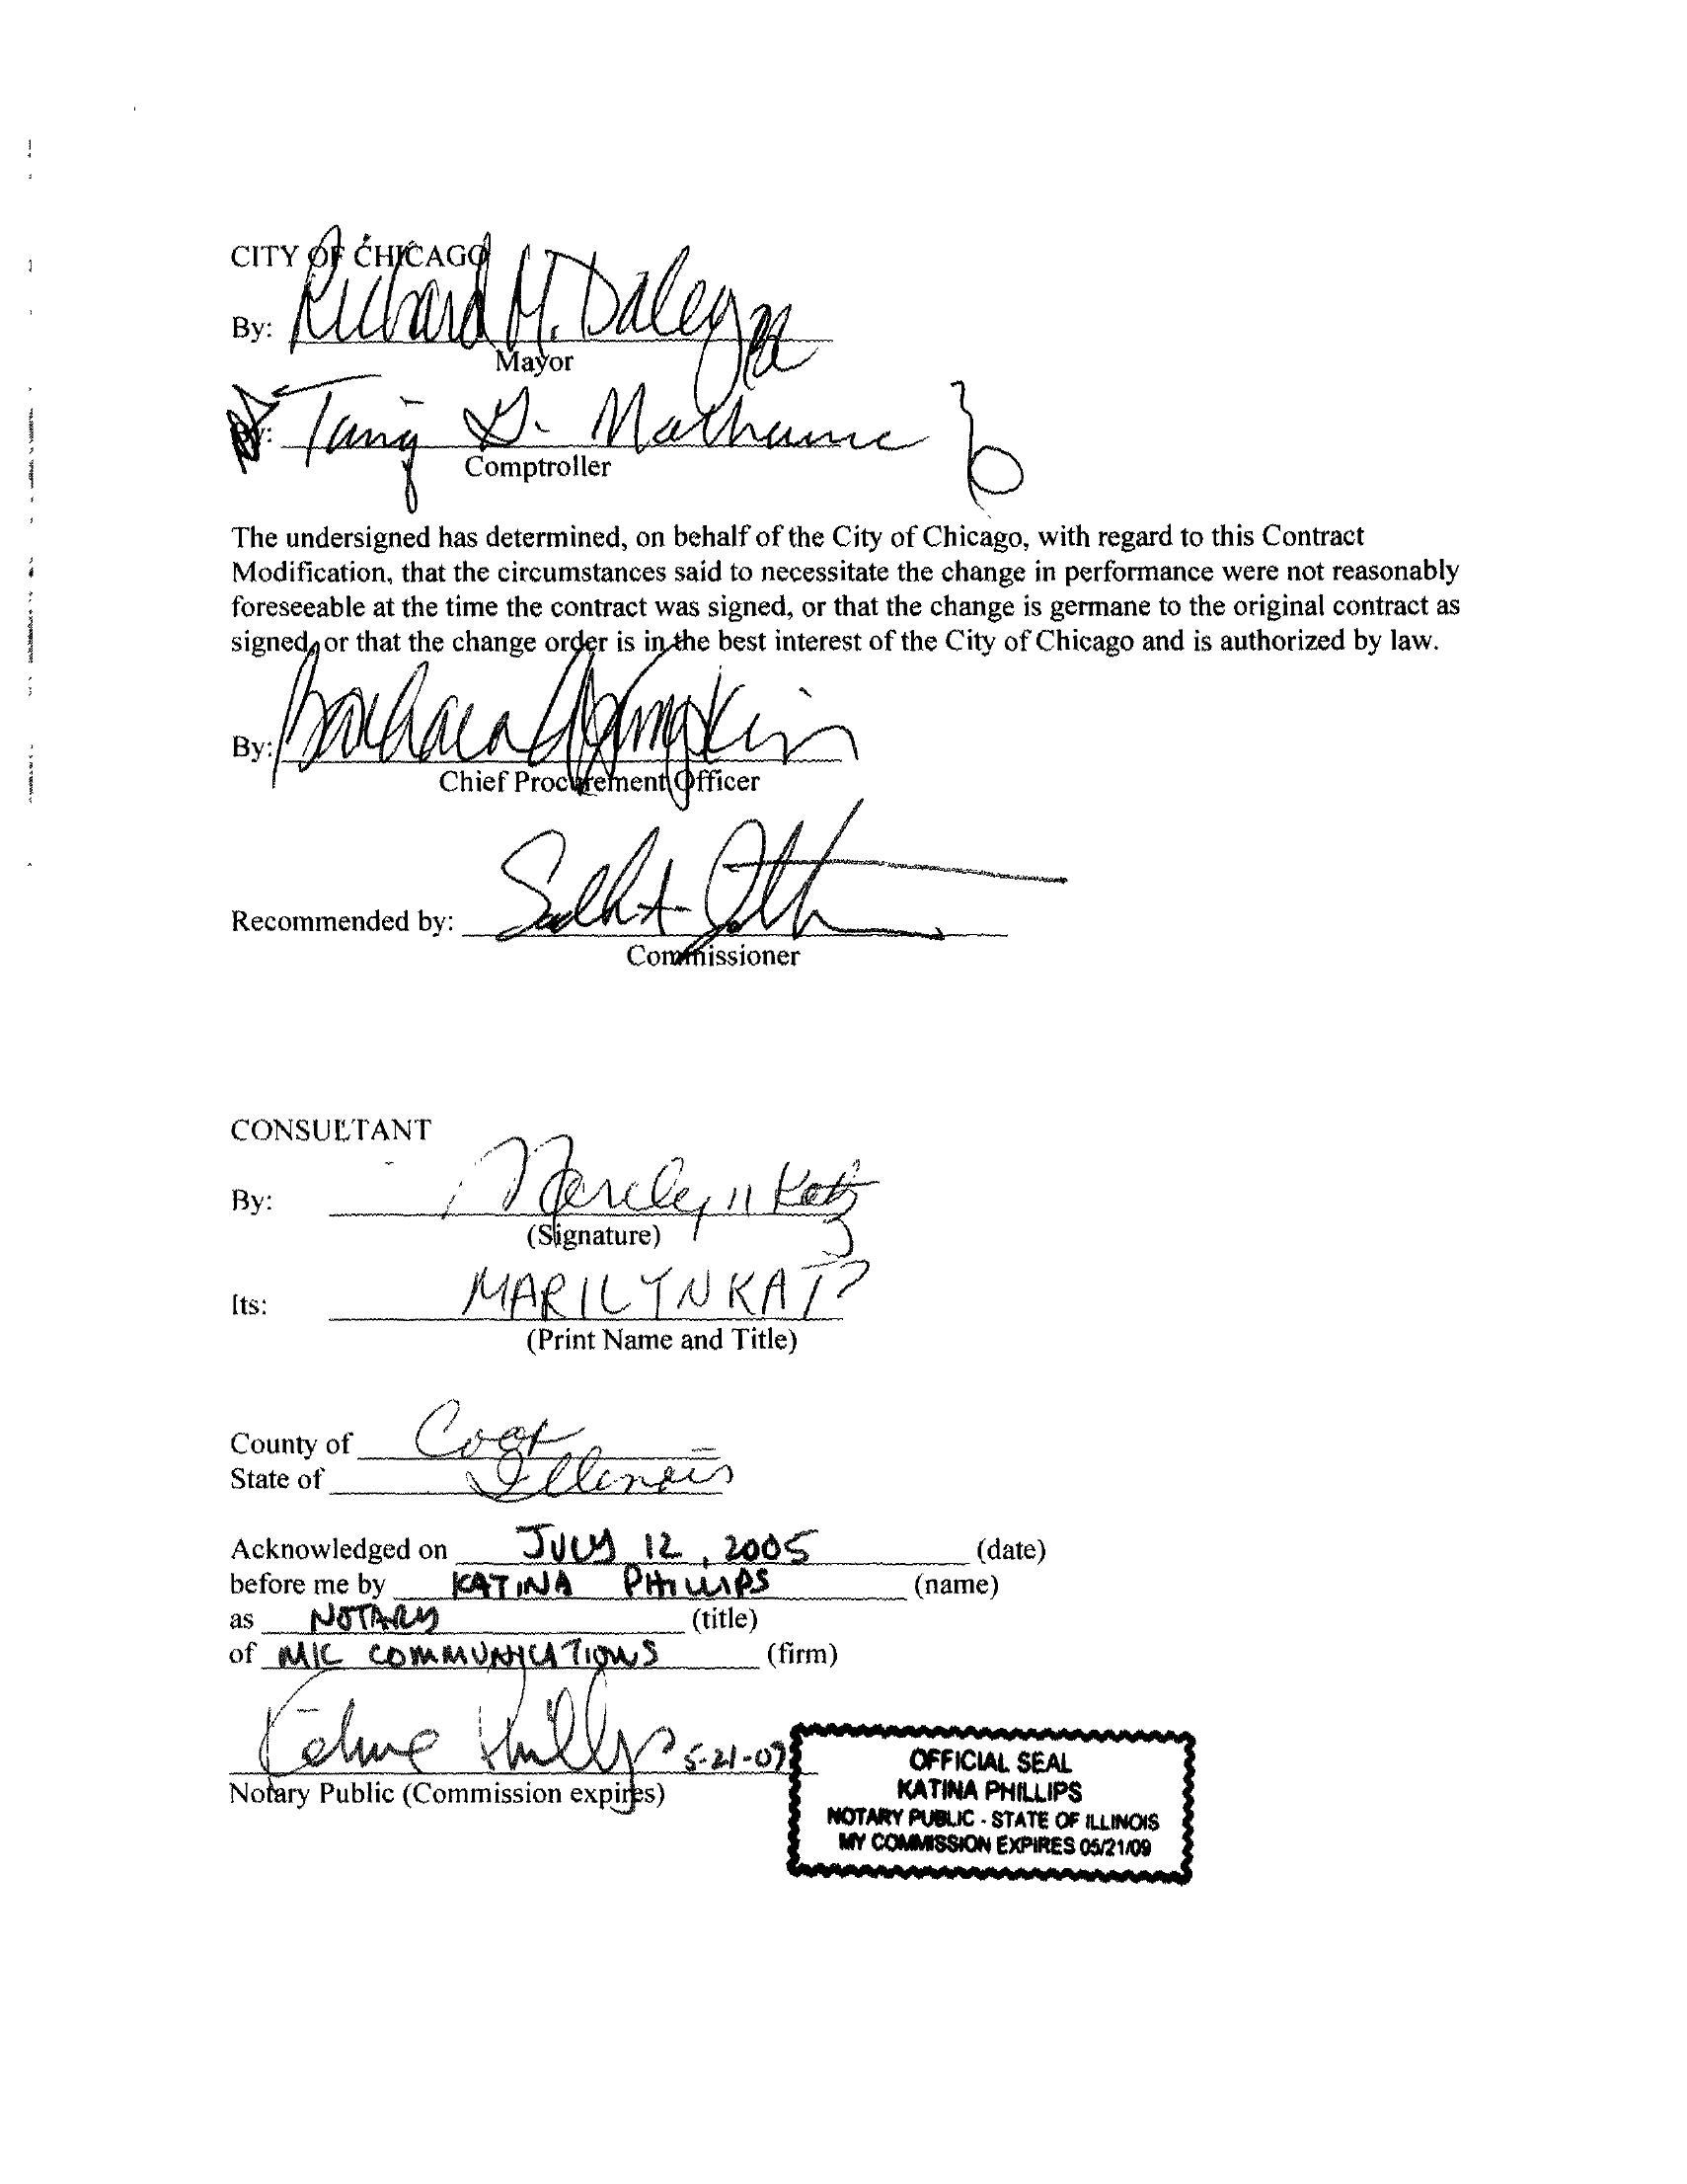 CITY OF CHICAGO
By: Richard M. Daley
Mayor
By:
Comptroller
The undersigned has determined, on behalf of the City of Chicago, with regard to this Contract
Modification, that the circumstances said to necessitate the change in performance were not reasonably
foreseeable at the time the contract was signed, or that the change is germane to the original contract as
signed, or that the change order is in the best interest of the City of Chicago and is authorized by law.
By: Barbara
Chief Procurement Officer
Recommended by:
Commissioner
CONSULTANT
By: Marilyn Katz
(Signature)
Its: MARILYN KATZ
(Print Name and Title)
County of Cook
State of Illinois
Acknowledged on JULY 12, 2005 (date)
before me by KATINA PHILLIPS (name)
as NOTARY (title)
of MK COMMUNICATIONS (firm)
Katina Phillips 5-21-09
Notary Public (Commission expires)
OFFICIAL SEAL
KATINA PHILLIPS
NOTARY PUBLIC - STATE OF ILLINOIS
MY COMMISSION EXPIRES 05/21/09